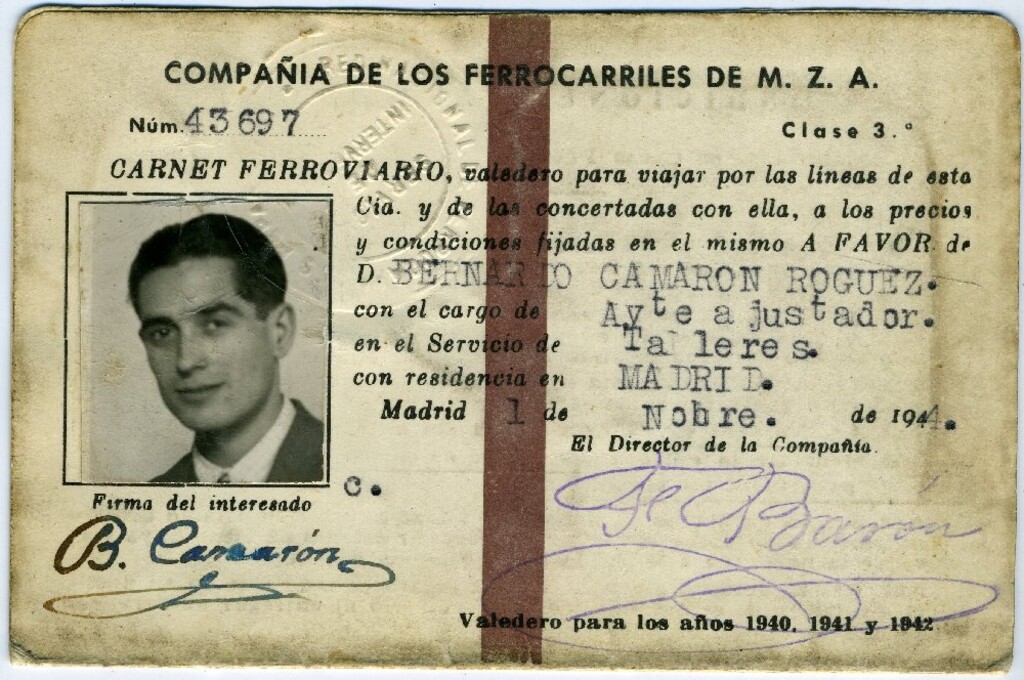 COMPAÑIA DE LOS FERROCARRILES DE M. Z. A.
Núm. 43697
Clase 3.ª
CARNET FERROVIARIO, valedero para viajar por las líneas de esta
Cía. y de las concertadas con ella, a los precios
y condiciones fijadas en el mismo A FAVOR de
D. BERNARDO CAMARON ROGUEZ.
con el cargo de Ayte ajustador.
en el Servicio de Talleres.
con residencia en MADRID.
Madrid 1 de Nobre. de 1941.
El Director de la Compañía.
C.
Firma del interesado
B. Camarón
Valedero para los años 1940, 1941 y 1942